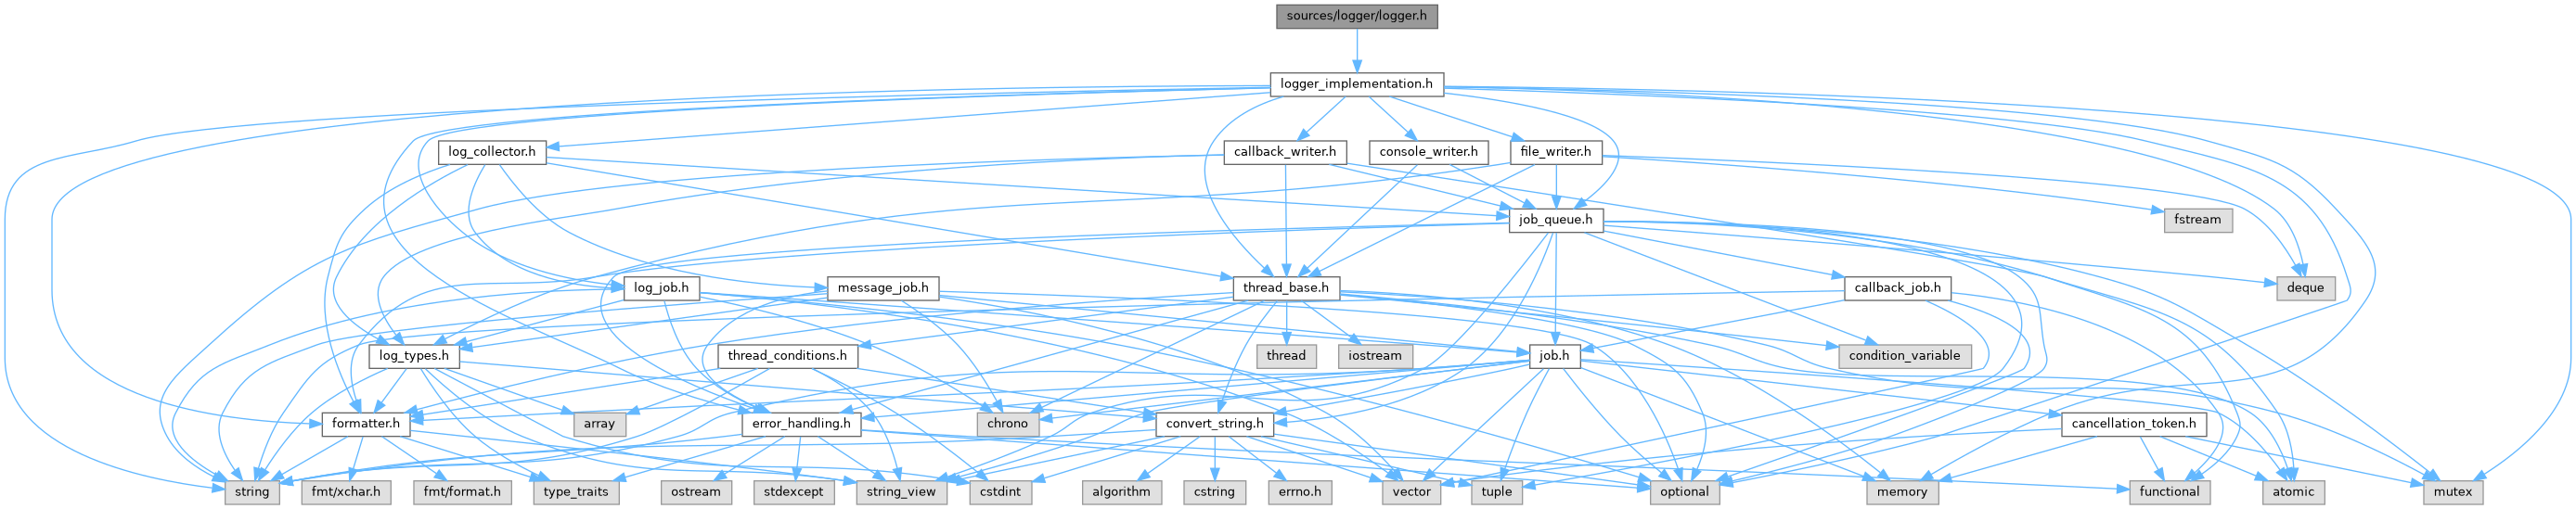 sources/logger/logger.h
logger_implementation.h
log_collector.h
callback_writer.h
console_writer.h
file_writer.h
job_queue.h
fstream
log_job.h
message_job.h
thread_base.h
callback_job.h
deque
log_types.h
thread_conditions.h
thread
iostream
job.h
condition_variable
formatter.h
array
error_handling.h
chrono
convert_string.h
cancellation_token.h
string
fmt/xchar.h
fmt/format.h
type_traits
ostream
stdexcept
string_view
cstdint
algorithm
cstring
errno.h
vector
tuple
optional
memory
functional
atomic
mutex